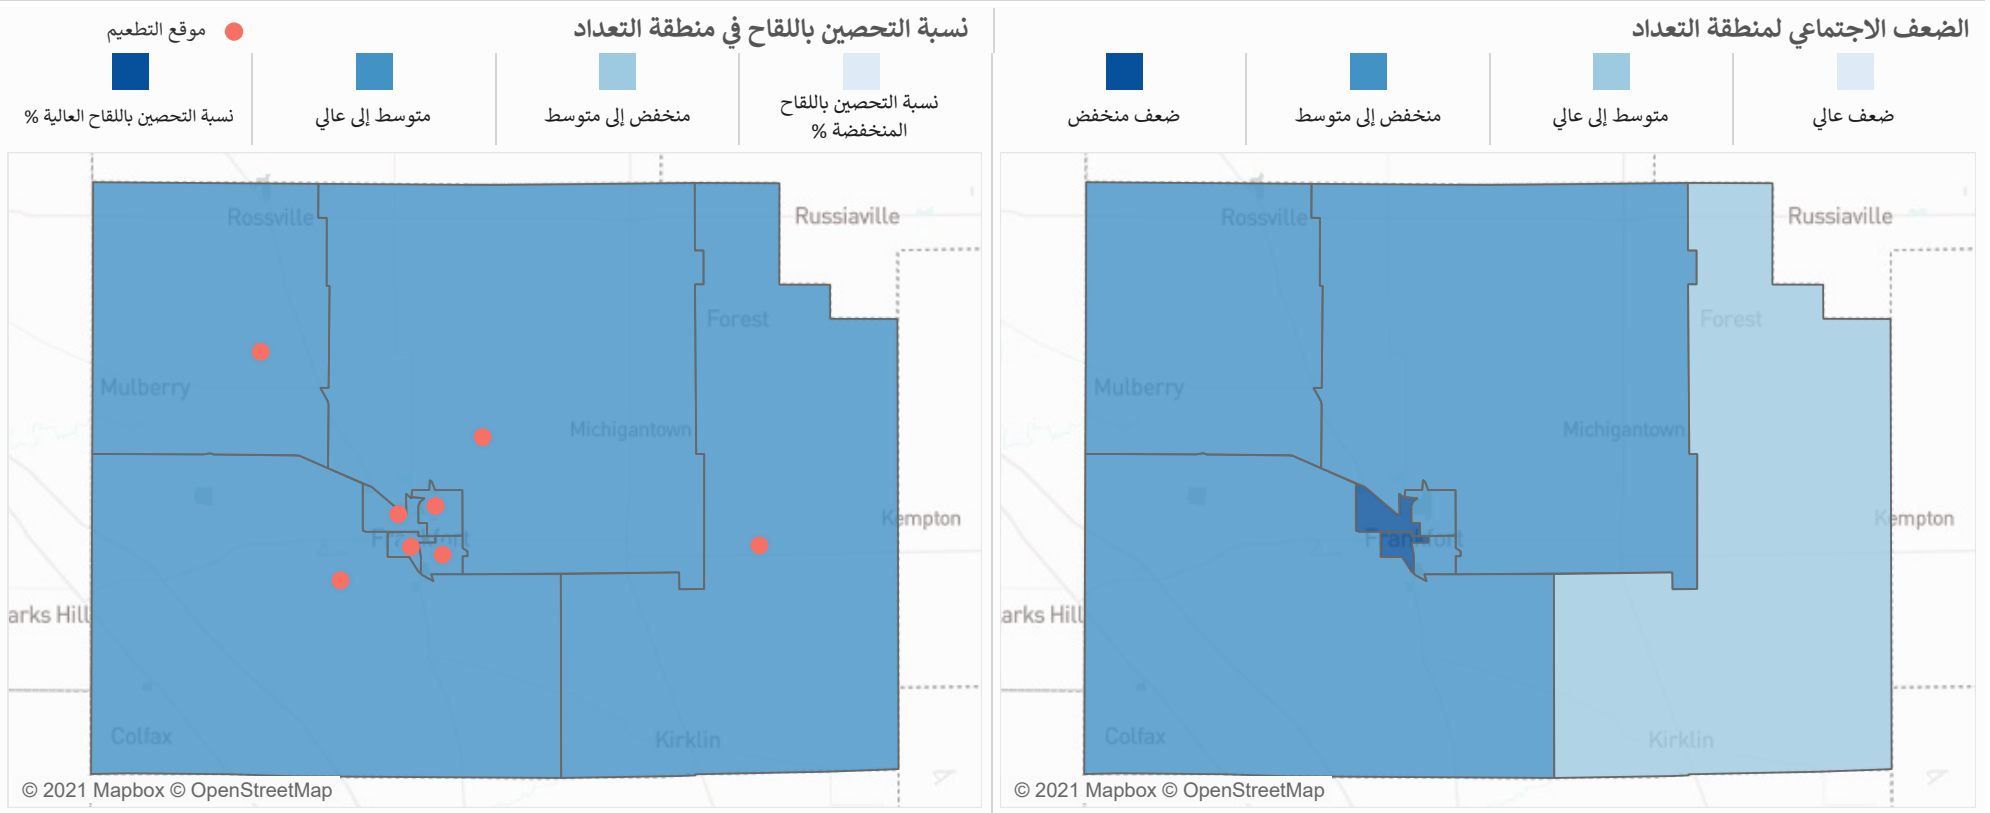 الضعف الاجتماعي لمنطقة التعداد
ضعف عالي
متوسط إلى عالي
منخفض إلى متوسط
ضعف منخفض
Rossville
Russiaville
Forest
Mulberry
Michigantown
Kempton
Frankfort
arks Hill
Colfax
Kirklin
© 2021 Mapbox © OpenStreetMap
نسبة التحصين باللقاح في منطقة التعداد
موقع التطعيم
نسبة التحصين باللقاح
المنخفضة %
منخفض إلى متوسط
متوسط إلى عالي
نسبة التحصين باللقاح العالية %
Rossville
Russiaville
Forest
Mulberry
Michigantown
Kempton
Frankfort
arks Hill
Colfax
Kirklin
© 2021 Mapbox © OpenStreetMap